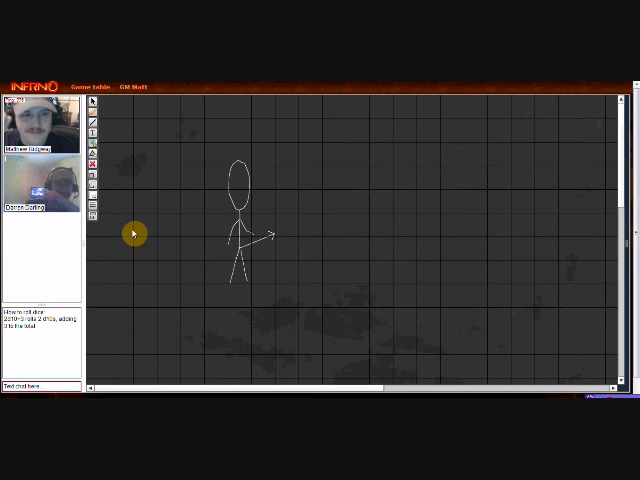 INFRNO
Game table
GM Matt
Matthew Ridgway
Darren Darling
How to roll dice:
2d10+3 rolls 2 d10s, adding
3 to the total
Text chat here...